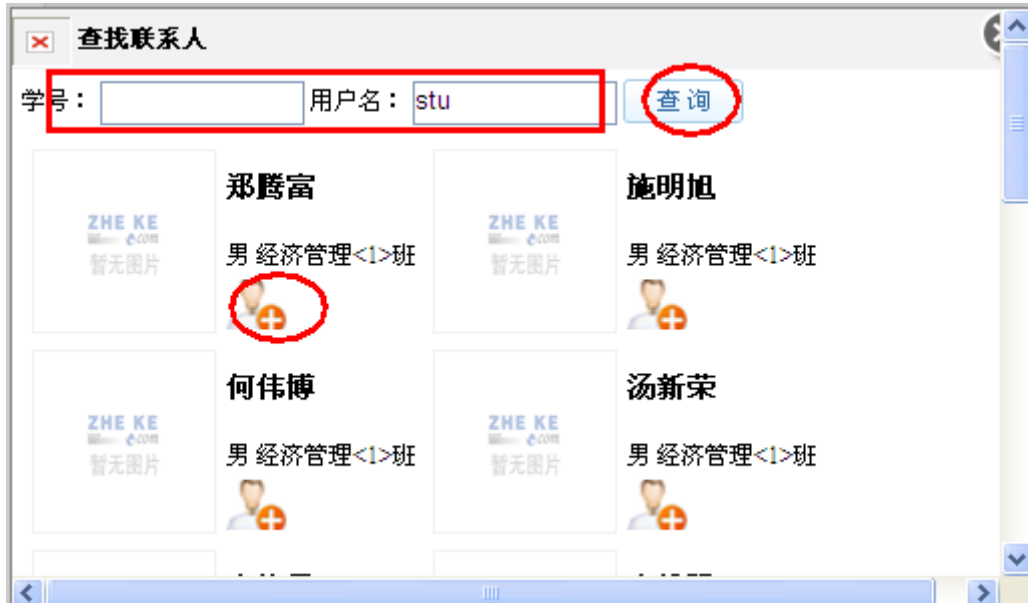 查找联系人
学号： 用户名： stu 查 询
郑腾富 施明旭
ZHE KE ZHE KE
暂无图片 暂无图片
男 经济管理<1>班 男 经济管理<1>班
何伟博 汤新荣
ZHE KE ZHE KE
暂无图片 暂无图片
男 经济管理<1>班 男 经济管理<1>班